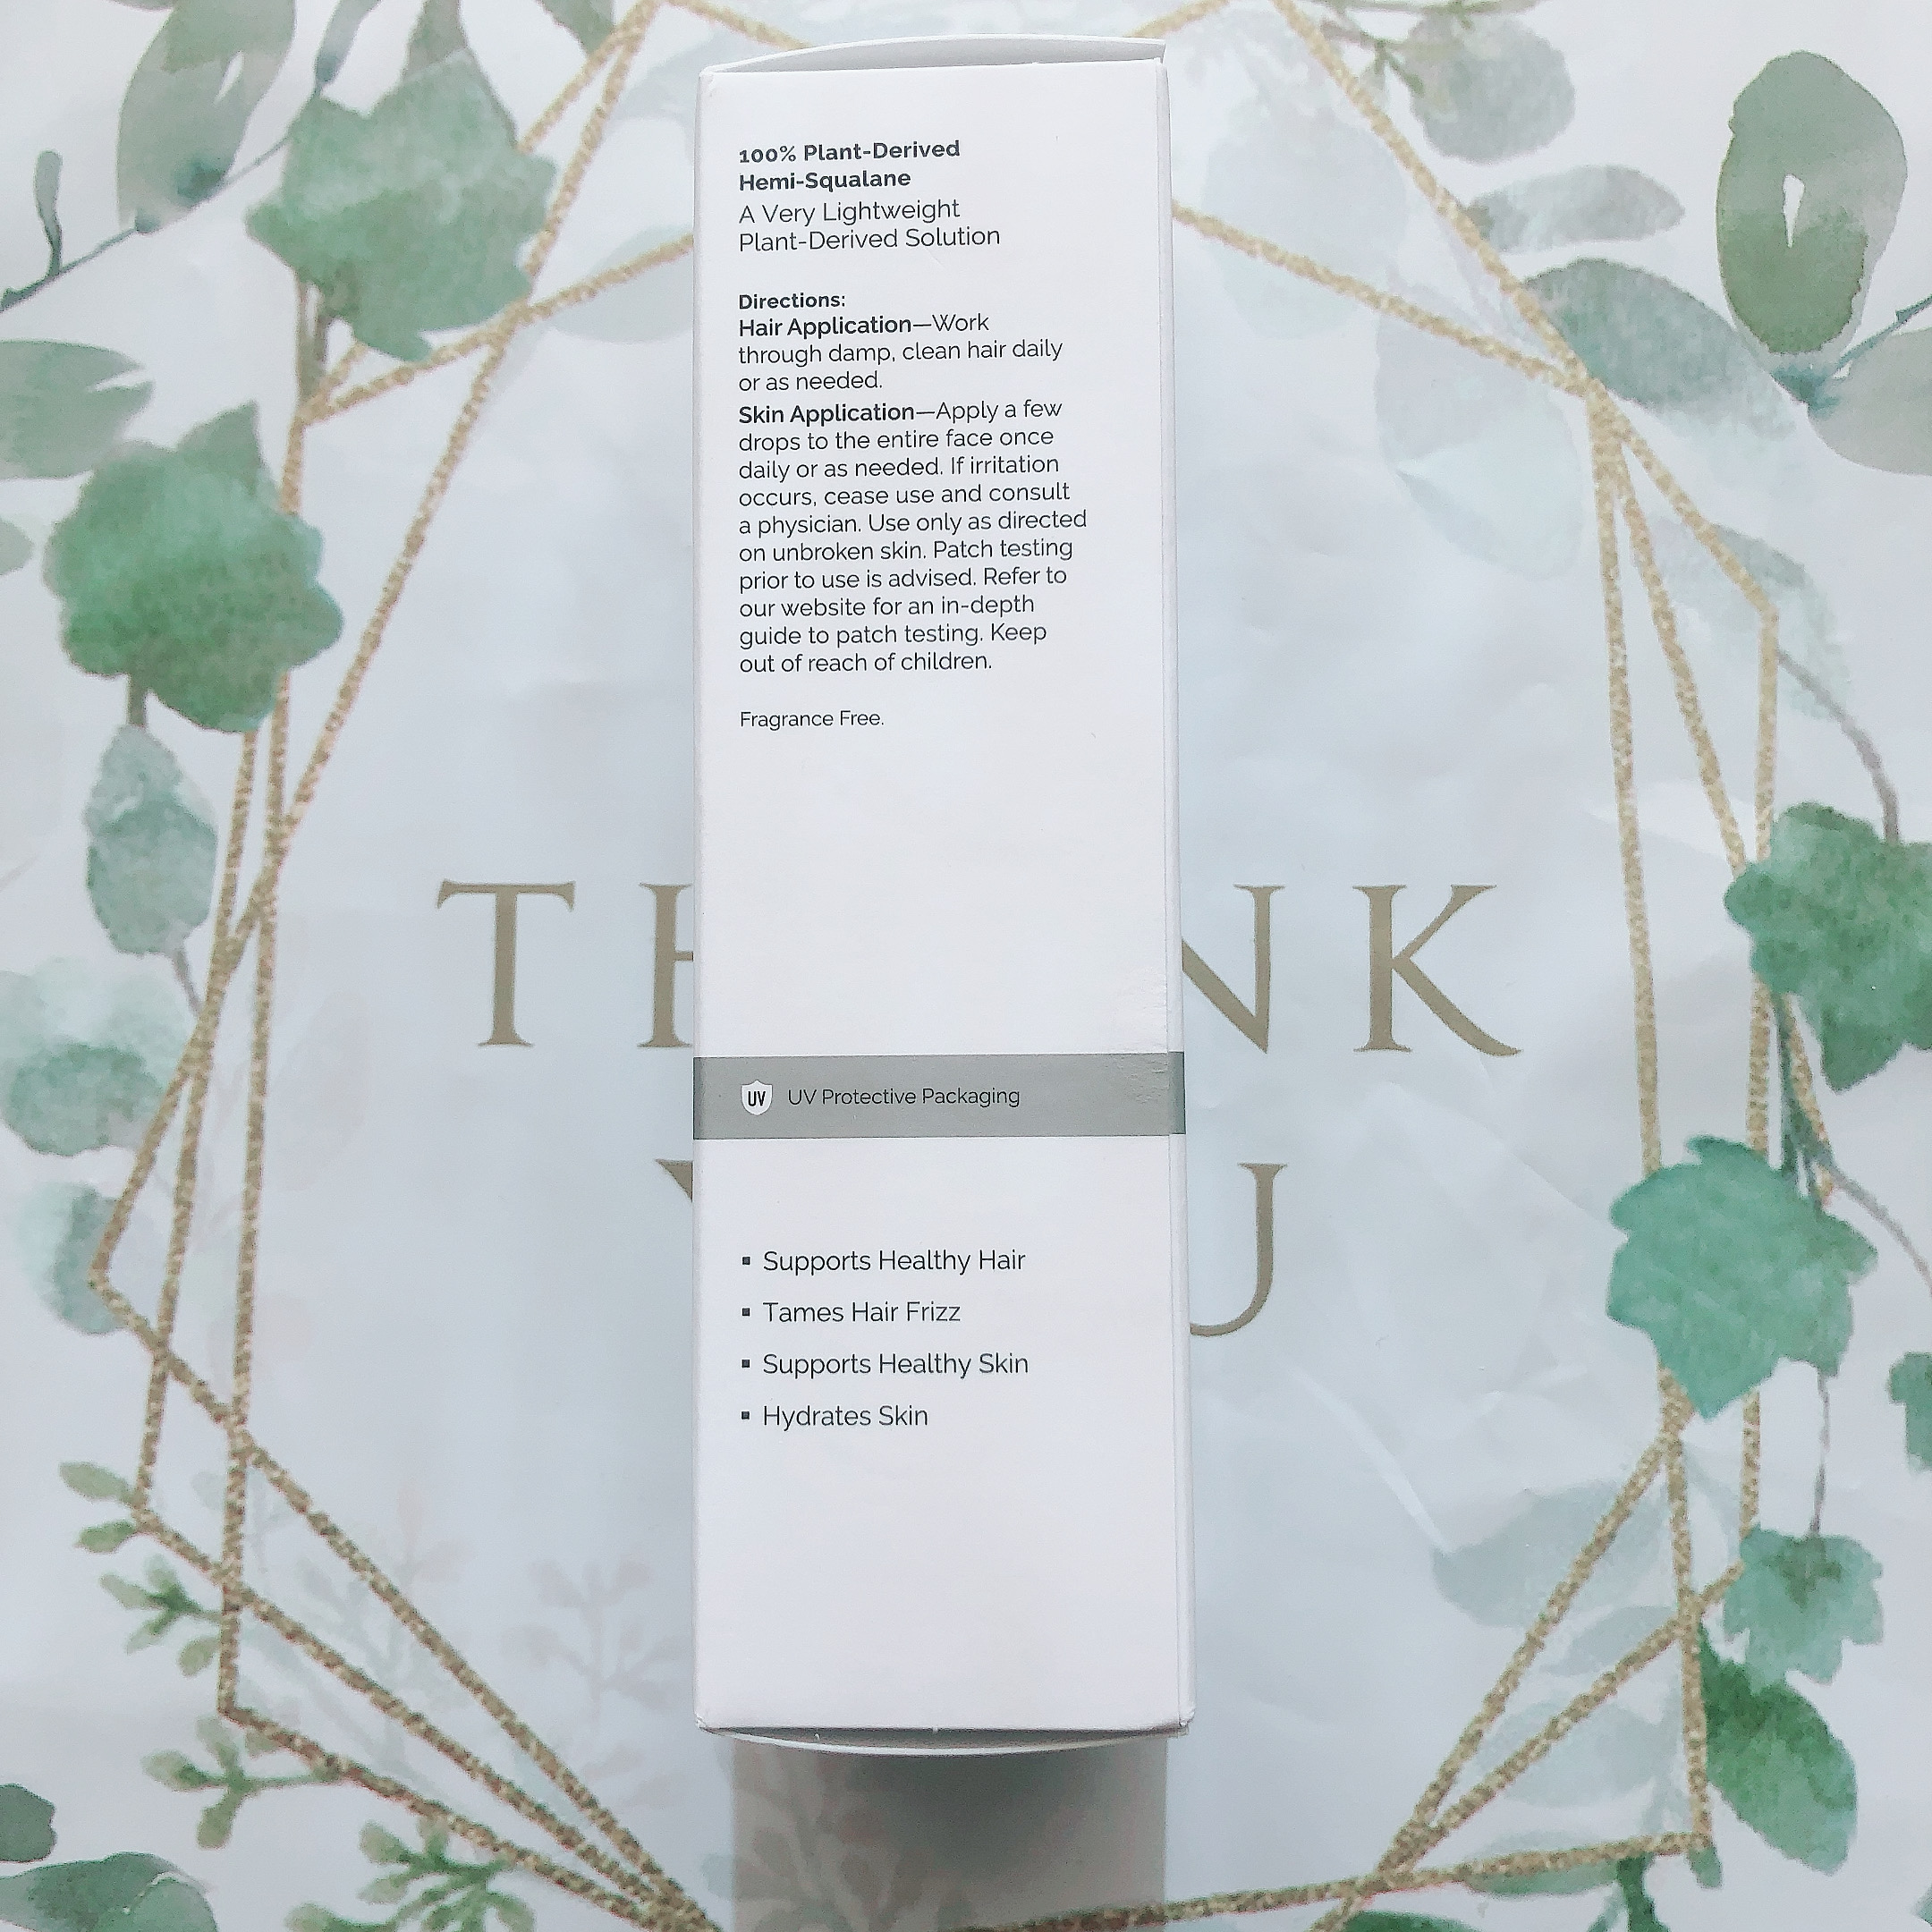 100% Plant-Derived
Hemi-Squalane
A Very Lightweight
Plant-Derived Solution
Directions:
Hair Application—Work
through damp, clean hair daily
or as needed.
Skin Application—Apply a few
drops to the entire face once
daily or as needed. If irritation
occurs, cease use and consult
a physician. Use only as directed
on unbroken skin. Patch testing
prior to use is advised. Refer to
our website for an in-depth
guide to patch testing. Keep
out of reach of children.
Fragrance Free.
UV UV Protective Packaging
▪ Supports Healthy Hair
▪ Tames Hair Frizz
▪ Supports Healthy Skin
▪ Hydrates Skin